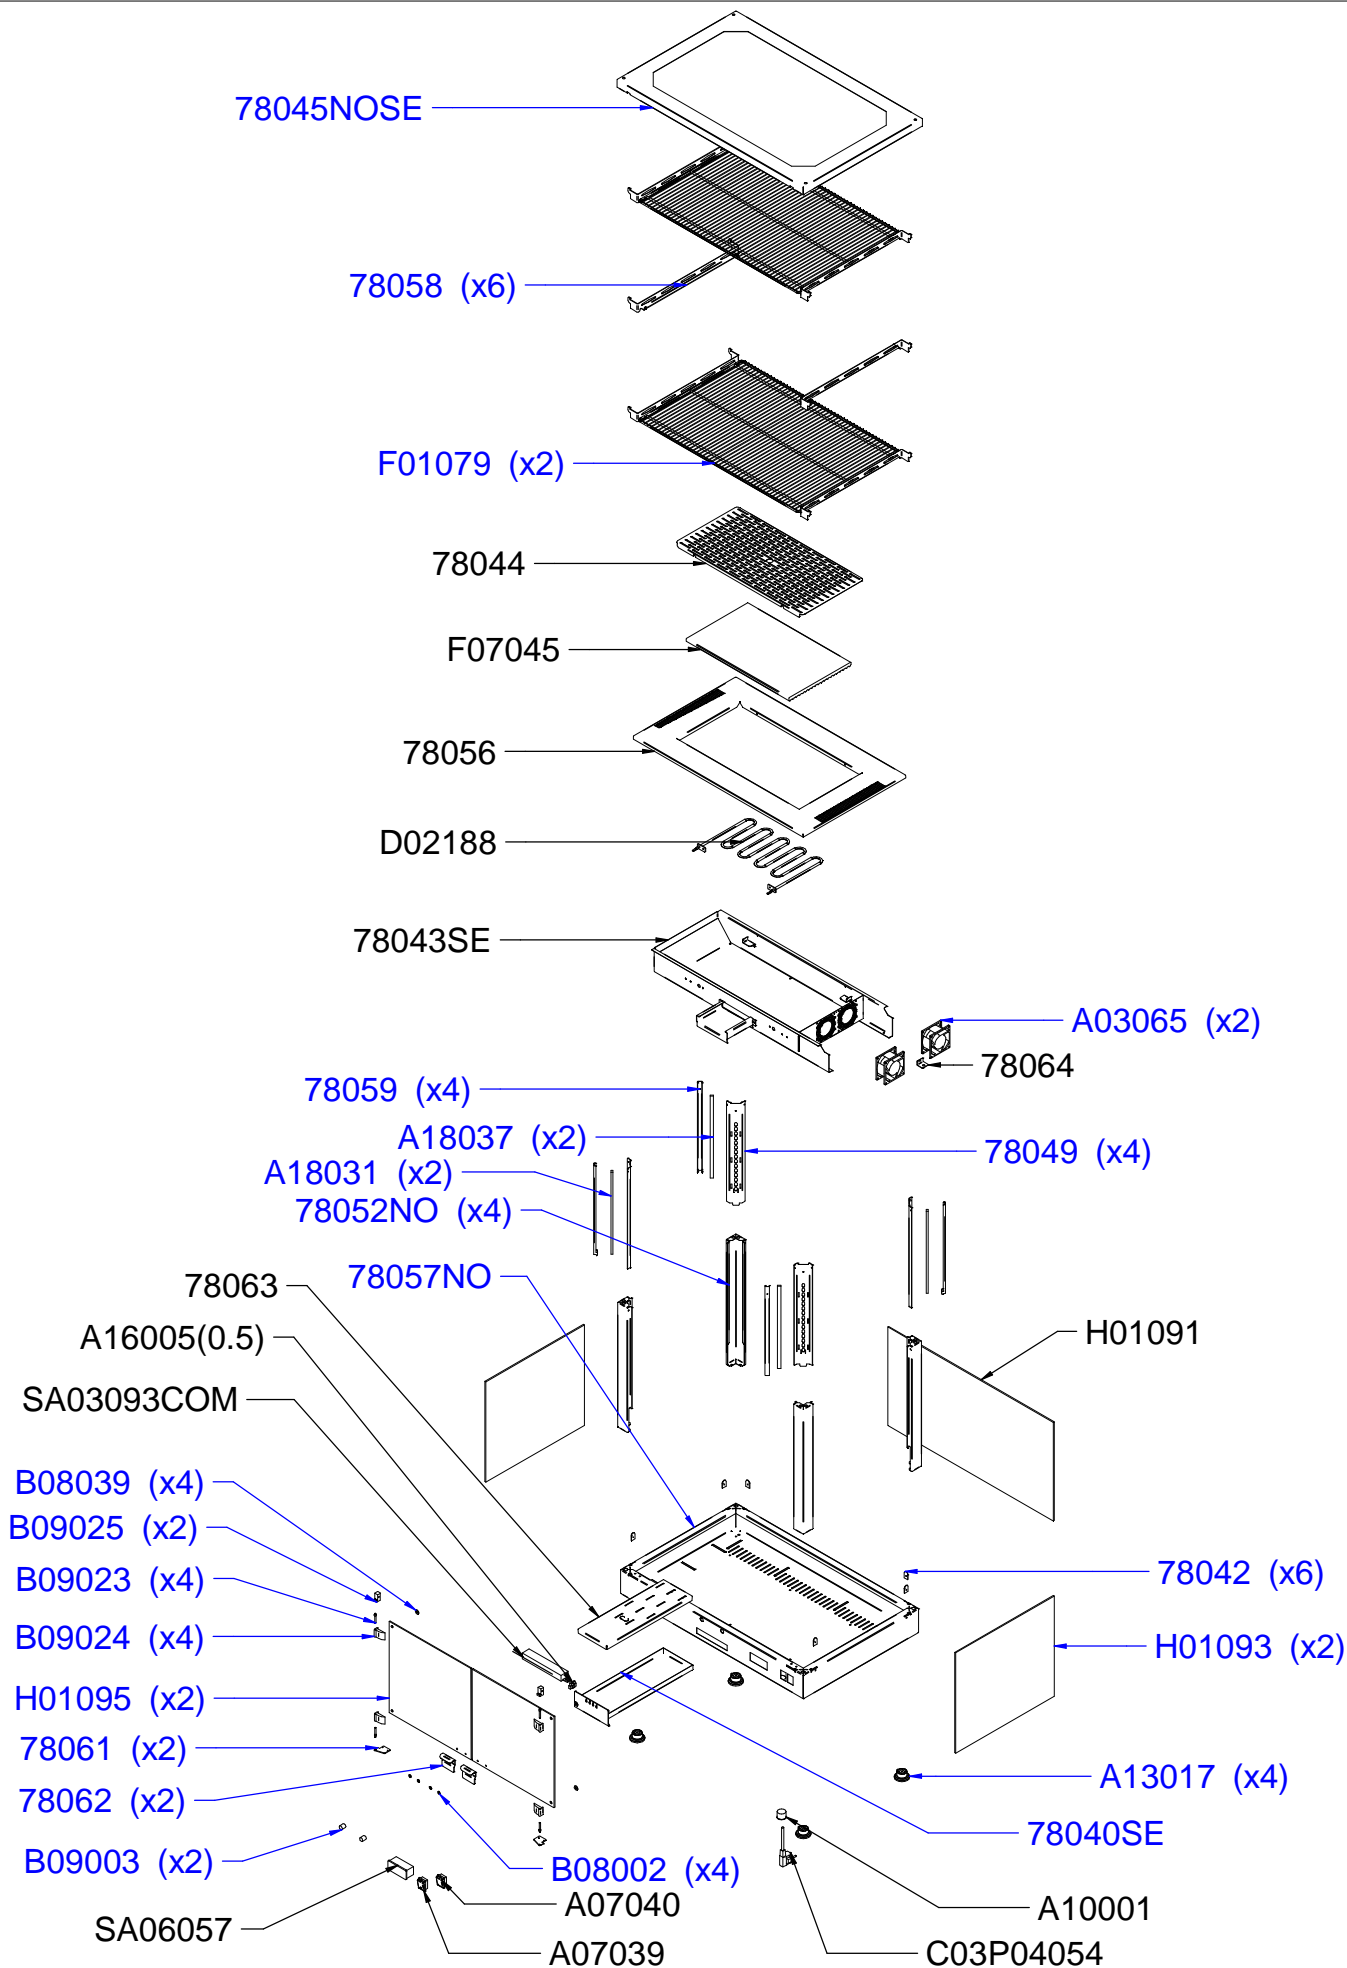 78045NOSE
78058 (x6)
F01079 (x2)
78044
F07045
78056
D02188
78043SE
A03065 (x2)
78064
78059 (x4)
A18037 (x2)
78049 (x4)
A18031 (x2)
78052NO (x4)
78063
78057NO
A16005(0.5)
H01091
SA03093COM
B08039 (x4)
B09025 (x2)
B09023 (x4)
78042 (x6)
B09024 (x4)
H01093 (x2)
H01095 (x2)
78061 (x2)
A13017 (x4)
78062 (x2)
78040SE
B09003 (x2)
B08002 (x4)
A07040
A10001
SA06057
A07039
C03P04054